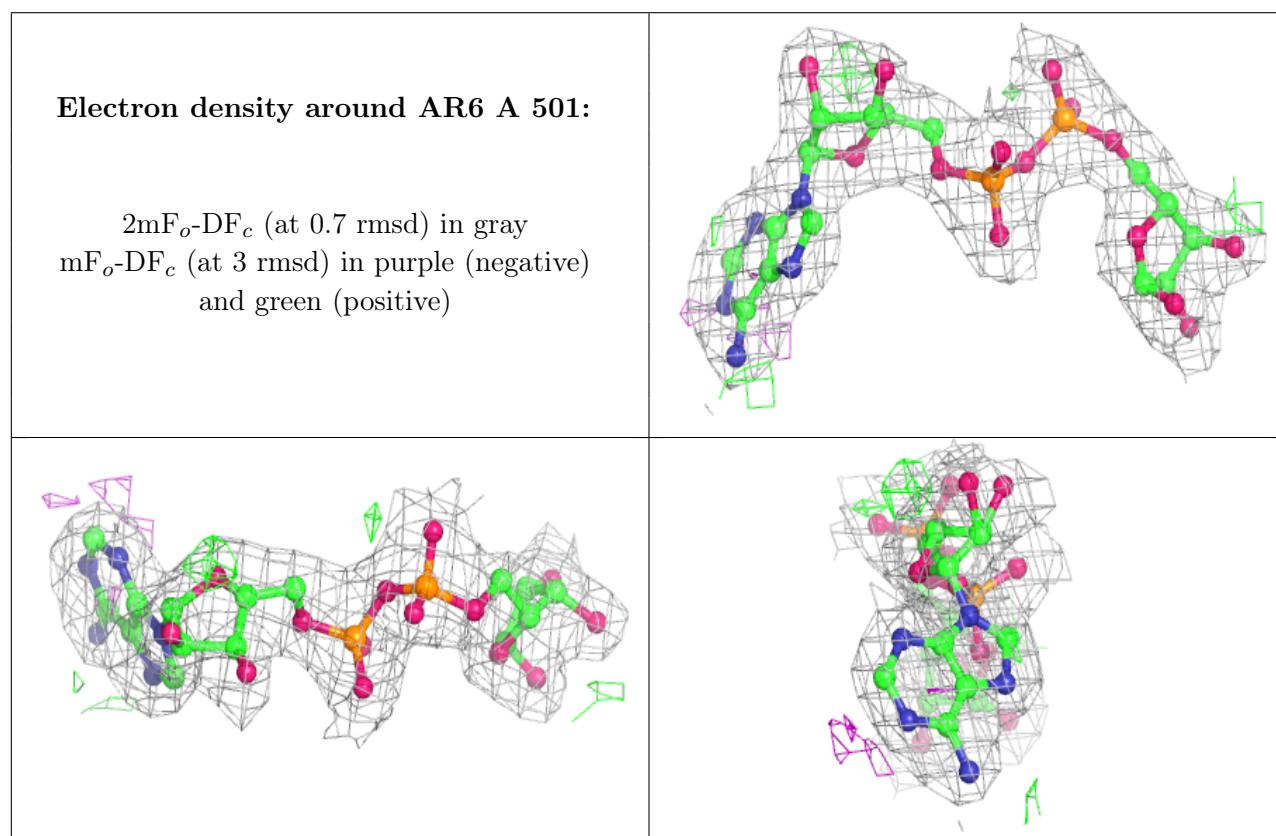 Electron density around AR6 A 501:
2mFo-DFc (at 0.7 rmsd) in gray
mFo-DFc (at 3 rmsd) in purple (negative)
and green (positive)